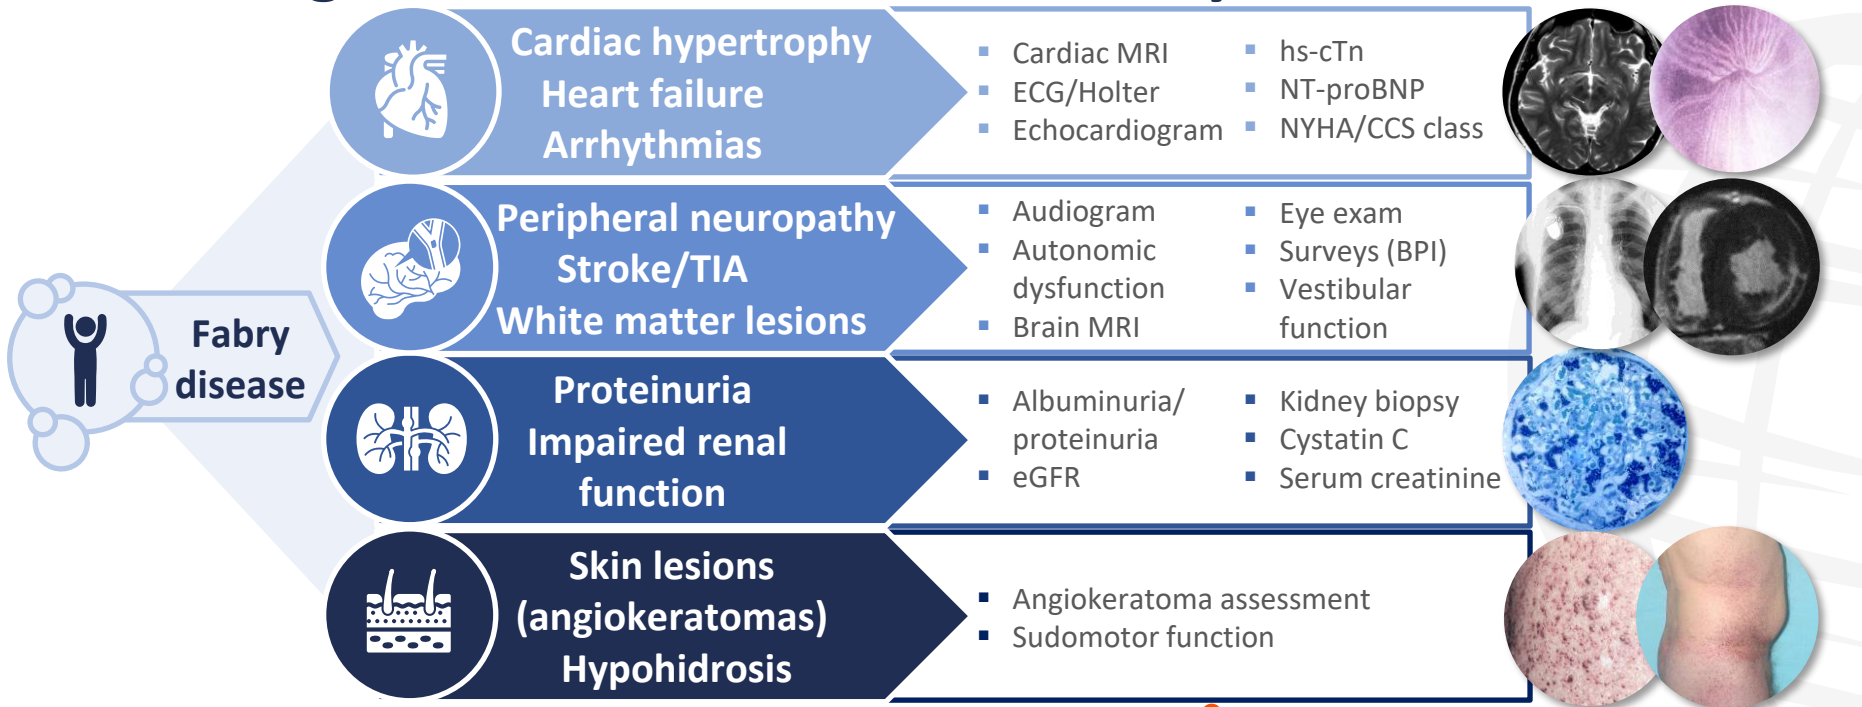 Fabry
disease
Cardiac hypertrophy
Heart failure
Arrhythmias
Cardiac MRI
ECG/Holter
Echocardiogram
hs-cTn
NT-proBNP
NYHA/CCS class
Peripheral neuropathy
Stroke/TIA
White matter lesions
Audiogram
Autonomic
dysfunction
Brain MRI
Eye exam
Surveys (BPI)
Vestibular
function
Proteinuria
Impaired renal
function
Albuminuria/
proteinuria
eGFR
Kidney biopsy
Cystatin C
Serum creatinine
Skin lesions
(angiokeratomas)
Hypohidrosis
Angiokeratoma assessment
Sudomotor function